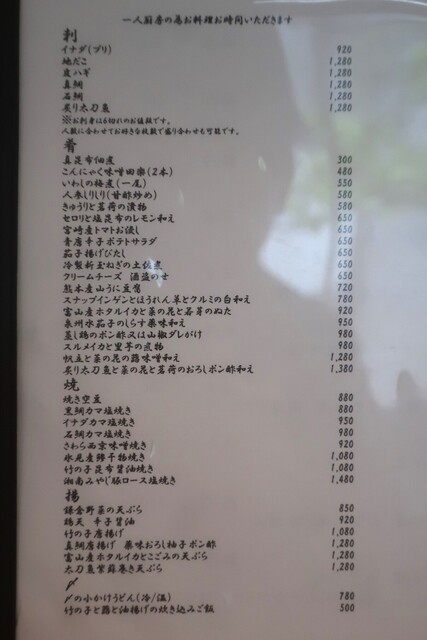 一人厨房の為お料理お時間いただきます
刺
イナダ(ブリ) 920
地だこ 1,280
皮ハギ 1,280
真鯛 1,280
石鯛 1,280
炙り太刀魚 1,280
※お刺身は6切れのお値段です。
人数に合わせてお好きな枚数で盛り合わせも可能です。
肴
真昆布佃煮 300
こんにゃく味噌田楽(2本) 480
いわしの梅煮(一尾) 550
人参しりしり(甘酢炒め) 580
きゅうりと茗荷の漬物 580
セロリと塩昆布のレモン和え 650
宮崎産トマトお浸し 650
青唐辛子ポテトサラダ 650
茄子揚げびたし 650
冷製新玉ねぎの土佐煮 650
クリームチーズ 酒盗のせ 650
熊本産山うに豆腐 720
スナップインゲンとほうれん草とクルミの白和え 780
富山産ホタルイカと菜の花と若芽のぬた 920
泉州水茄子のしらす薬味和え 950
蒸し鶏のポン酢又は山椒ダレがけ 980
スルメイカと里芋の煮物 980
帆立と菜の花の蕗味噌和え 1,280
炙り太刀魚と菜の花と茗荷のおろしポン酢和え 1,380
焼
焼き空豆 880
黒鯛カマ塩焼き 880
イナダカマ塩焼き 950
石鯛カマ塩焼き 980
さわら西京味噌焼き 920
氷見産鰯干物焼き 1,080
竹の子昆布醤油焼き 1,080
湘南みやじ豚ロース塩焼き 1,480
揚
鎌倉野菜の天ぷら 850
鶏天 辛子醤油 920
竹の子唐揚げ 1,080
真鯛唐揚げ 薬味おろし柚子ポン酢 1,280
富山産ホタルイカとこごみの天ぷら 1,280
太刀魚紫蘇巻き天ぷら 1,280
〆
〆の小かけうどん(冷/温) 780
竹の子と蕗と油揚げの炊き込みご飯 500